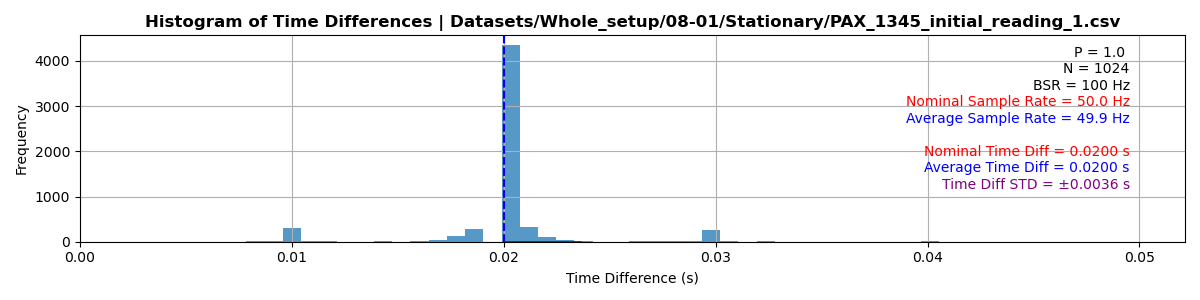 Histogram of Time Differences | Datasets/Whole_setup/08-01/Stationary/PAX_1345_initial_reading_1.csv
P = 1.0
N = 1024
BSR = 100 Hz
Nominal Sample Rate = 50.0 Hz
Average Sample Rate = 49.9 Hz
Nominal Time Diff = 0.0200 s
Average Time Diff = 0.0200 s
Time Diff STD = ±0.0036 s
Frequency
4000
3000
2000
1000
0
0.00 0.01 0.02 0.03 0.04 0.05
Time Difference (s)